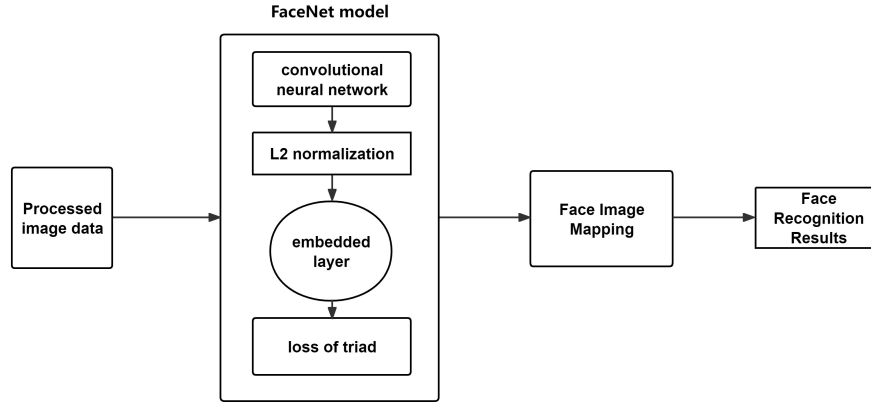 FaceNet model
convolutional
neural network
L2 normalization
Processed
image data
embedded
layer
loss of triad
Face Image
Mapping
Face
Recognition
Results